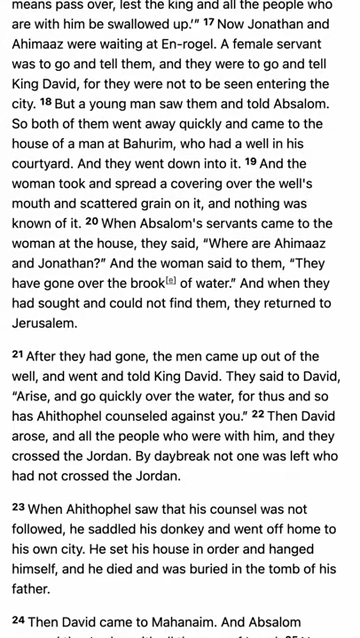 means pass over, lest the king and all the people who
are with him be swallowed up.'” 17 Now Jonathan and
Ahimaaz were waiting at En-rogel. A female servant
was to go and tell them, and they were to go and tell
King David, for they were not to be seen entering the
city. 18 But a young man saw them and told Absalom.
So both of them went away quickly and came to the
house of a man at Bahurim, who had a well in his
courtyard. And they went down into it. 19 And the
woman took and spread a covering over the well's
mouth and scattered grain on it, and nothing was
known of it. 20 When Absalom's servants came to the
woman at the house, they said, “Where are Ahimaaz
and Jonathan?” And the woman said to them, “They
have gone over the brook[e] of water.” And when they
had sought and could not find them, they returned to
Jerusalem.
21 After they had gone, the men came up out of the
well, and went and told King David. They said to David,
“Arise, and go quickly over the water, for thus and so
has Ahithophel counseled against you.” 22 Then David
arose, and all the people who were with him, and they
crossed the Jordan. By daybreak not one was left who
had not crossed the Jordan.
23 When Ahithophel saw that his counsel was not
followed, he saddled his donkey and went off home to
his own city. He set his house in order and hanged
himself, and he died and was buried in the tomb of his
father.
24 Then David came to Mahanaim. And Absalom